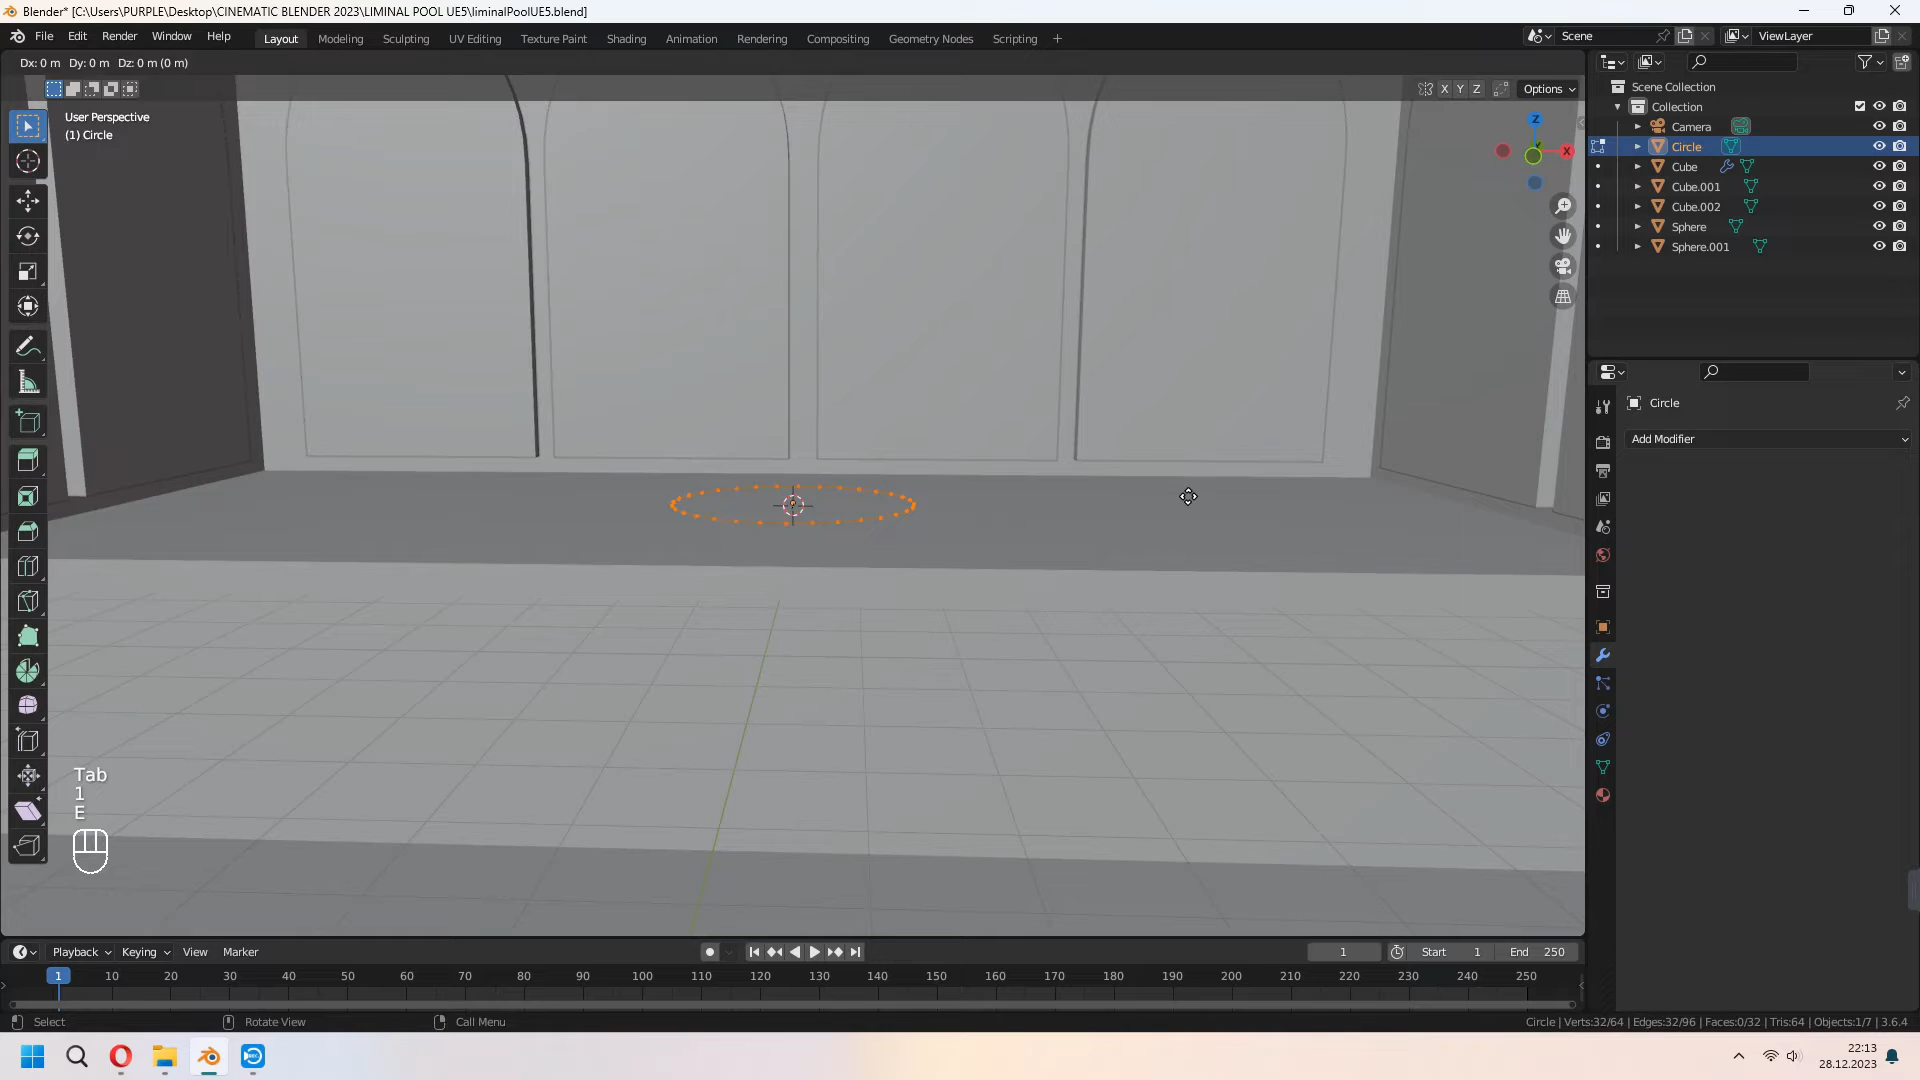 Blender* [C:\Users\PURPLE\Desktop\CINEMATIC BLENDER 2023\LIMINAL POOL UE5\liminalPoolUE5.blend]
File Edit Render Window Help Layout Modeling Sculpting UV Editing Texture Paint Shading Animation Rendering Compositing Geometry Nodes Scripting + Scene ViewLayer
Dx: 0 m Dy: 0 m Dz: 0 m (0 m)
X Y Z Options
User Perspective
(1) Circle
Z
X
Scene Collection
Collection
Camera
Circle
Cube
Cube.001
Cube.002
Sphere
Sphere.001
Circle
Add Modifier
Tab
1
E
Playback Keying View Marker 1 Start 1 End 250
1 10 20 30 40 50 60 70 80 90 100 110 120 130 140 150 160 170 180 190 200 210 220 230 240 250
Select Rotate View Call Menu Circle | Verts:32/64 | Edges:32/96 | Faces:0/32 | Tris:64 | Objects:1/7 | 3.6.4
22:13
28.12.2023